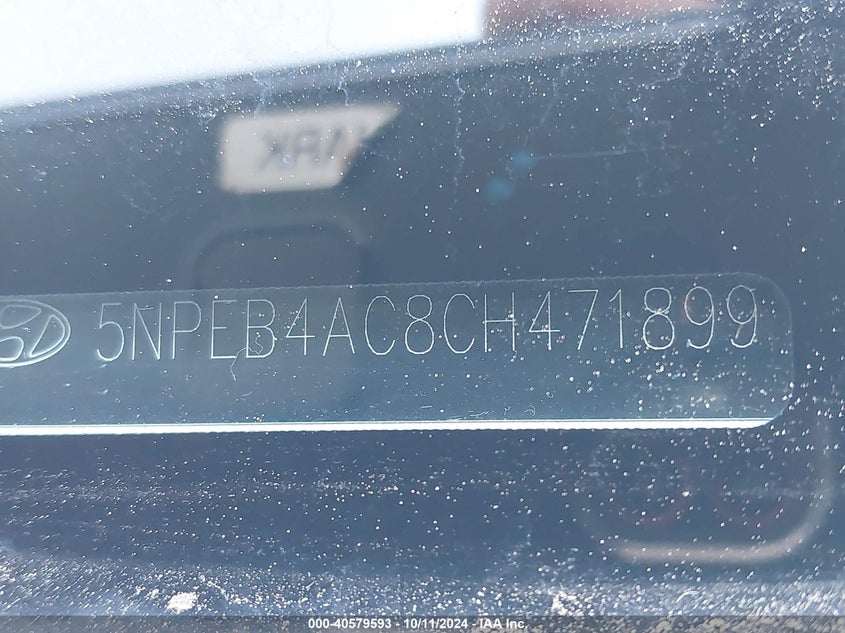 5NPEB4AC8CH471899
000-40579593 - 10/11/2024 - IAA Inc.